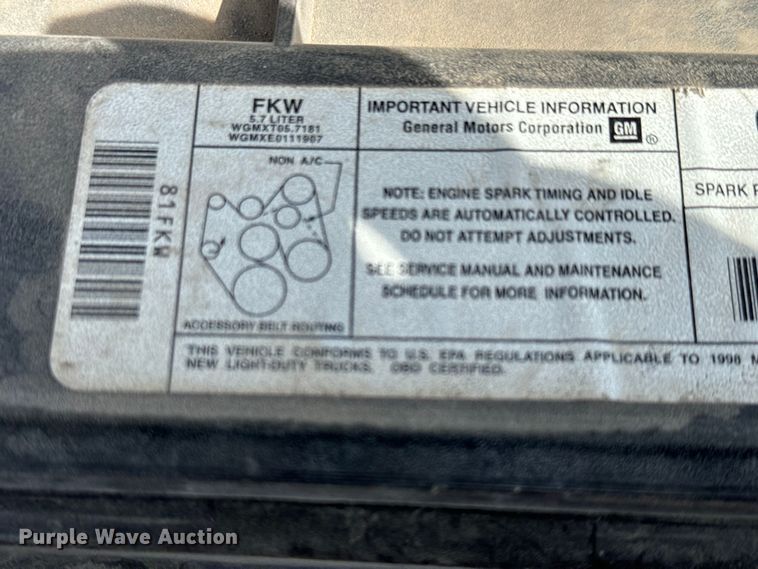 81FKW
FKW
5.7 LITER
WGMXT05.7181
WGMXE0111907
NON A/C
ACCESSORY BELT ROUTING
IMPORTANT VEHICLE INFORMATION
General Motors Corporation GM ®
NOTE: ENGINE SPARK TIMING AND IDLE
SPEEDS ARE AUTOMATICALLY CONTROLLED.
DO NOT ATTEMPT ADJUSTMENTS.
SEE SERVICE MANUAL AND MAINTENANCE
SCHEDULE FOR MORE INFORMATION.
SPARK
THIS VEHICLE CONFORMS TO U.S. EPA REGULATIONS APPLICABLE TO 1998 M
NEW LIGHT-DUTY TRUCKS. OBD CERTIFIED.
Purple Wave Auction